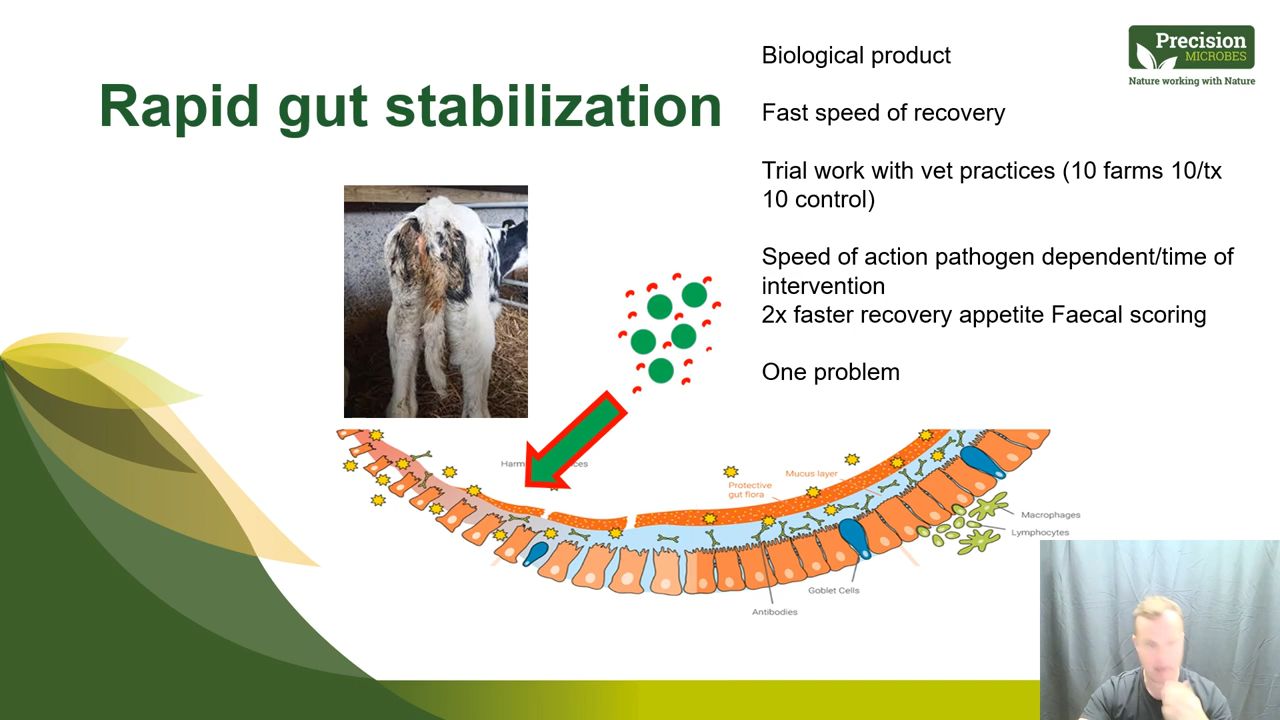 Precision
MICROBES
Nature working with Nature
Rapid gut stabilization
Biological product
Fast speed of recovery
Trial work with vet practices (10 farms 10/tx
10 control)
Speed of action pathogen dependent/time of
intervention
2x faster recovery appetite Faecal scoring
One problem
Mucus layer
Protective
gut flora
Macrophages
Lymphocytes
Goblet Cells
Antibodies